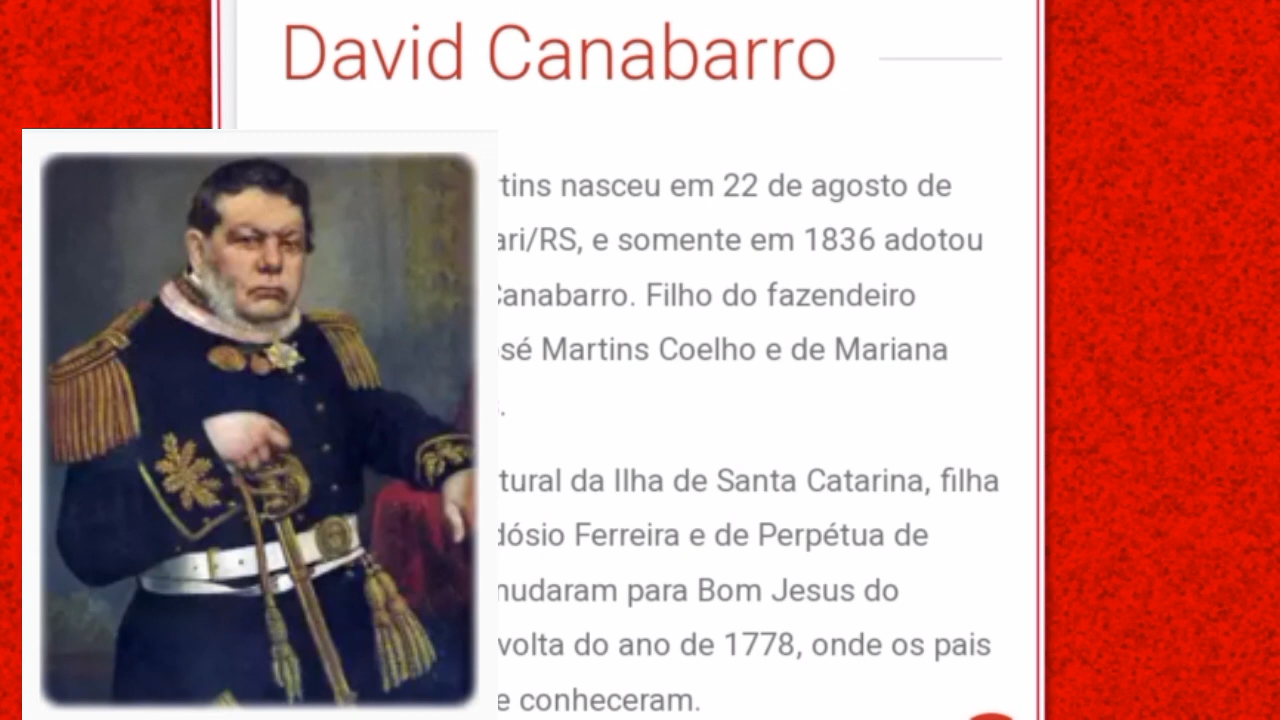 David Canabarro
tins nasceu em 22 de agosto de
ari/RS, e somente em 1836 adotou
Canabarro. Filho do fazendeiro
sé Martins Coelho e de Mariana
tural da Ilha de Santa Catarina, filha
dósio Ferreira e de Perpétua de
mudaram para Bom Jesus do
volta do ano de 1778, onde os pais
e conheceram.